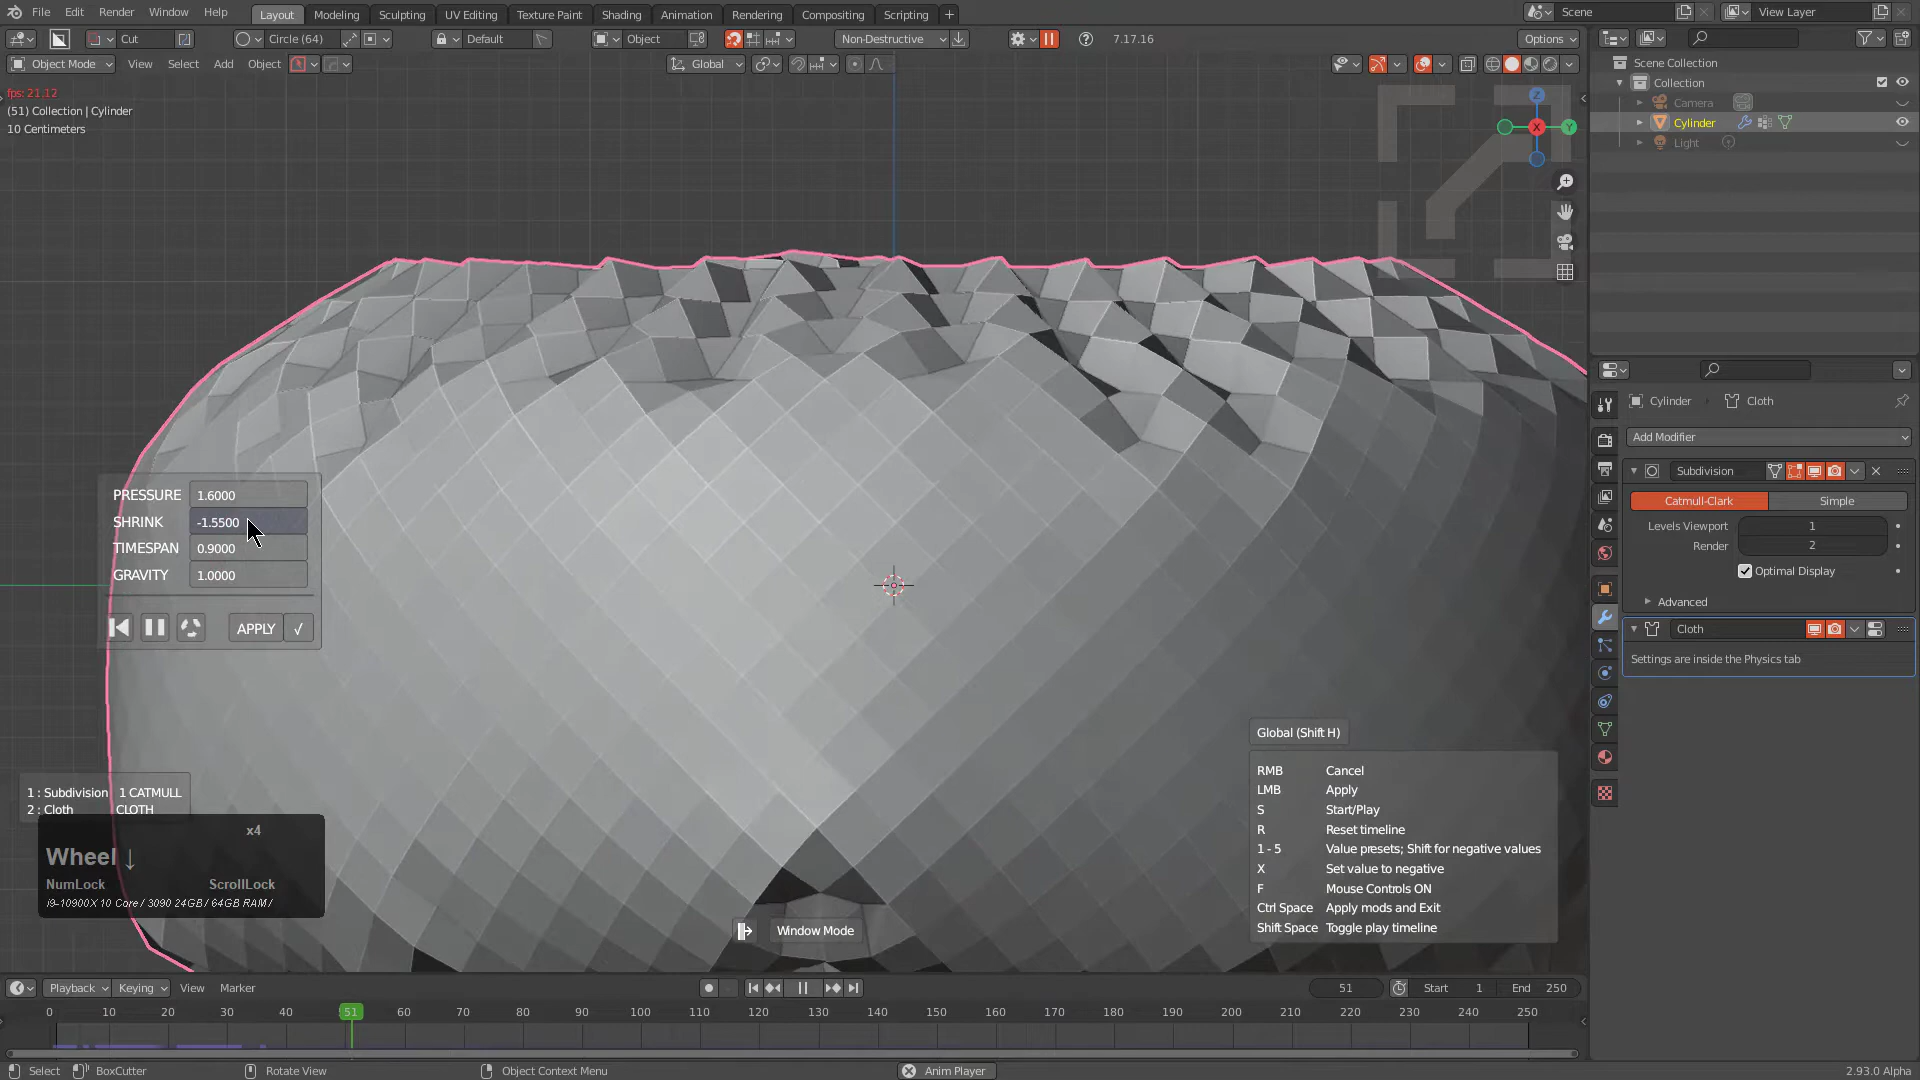 File Edit Render Window Help Layout Modeling Sculpting UV Editing Texture Paint Shading Animation Rendering Compositing Scripting + Scene View Layer
Cut Circle (64) Default Object Non-Destructive 7.17.16 Options
Object Mode View Select Add Object Global
fps: 21.12
(51) Collection | Cylinder
10 Centimeters
Z
X
Y
Scene Collection
Collection
Camera
Cylinder
Light
Cylinder Cloth
Add Modifier
Subdivision
Catmull-Clark Simple
Levels Viewport 1
Render 2
Optimal Display
Advanced
Cloth
Settings are inside the Physics tab
PRESSURE 1.6000
SHRINK -1.5500
TIMESPAN 0.9000
GRAVITY 1.0000
APPLY √
1 : Subdivision 1 CATMULL
2 : Cloth CLOTH
x4
Wheel ↓
NumLock ScrollLock
i9-10900X 10 Core / 3090 24GB / 64GB RAM /
Window Mode
Global (Shift H)
RMB Cancel
LMB Apply
S Start/Play
R Reset timeline
1 - 5 Value presets; Shift for negative values
X Set value to negative
F Mouse Controls ON
Ctrl Space Apply mods and Exit
Shift Space Toggle play timeline
Playback Keying View Marker 51 Start 1 End 250
0 10 20 30 40 51 60 70 80 90 100 110 120 130 140 150 160 170 180 190 200 210 220 230 240 250
Select BoxCutter Rotate View Object Context Menu Anim Player 2.93.0 Alpha